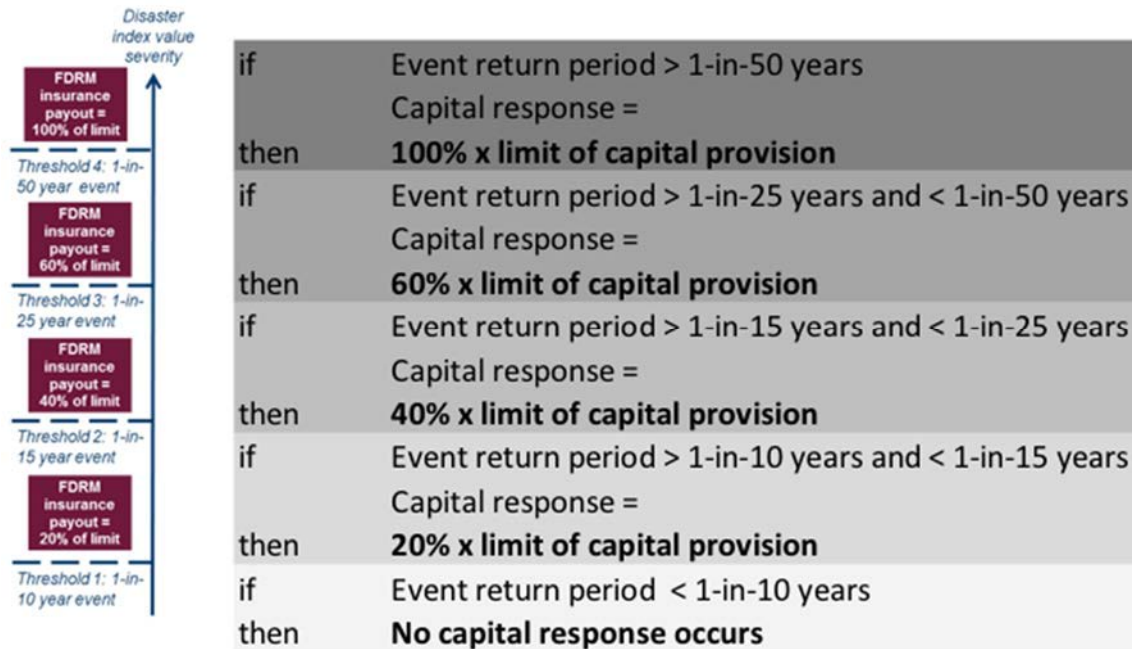 Disaster
index value
severity
FDRM
insurance
payout =
100% of limit
Threshold 4: 1-in-
50 year event
FDRM
insurance
payout =
60% of limit
Threshold 3: 1-in-
25 year event
FDRM
insurance
payout =
40% of limit
Threshold 2: 1-in-
15 year event
FDRM
insurance
payout =
20% of limit
Threshold 1: 1-in-
10 year event
if Event return period > 1-in-50 years
Capital response =
then 100% x limit of capital provision
if Event return period > 1-in-25 years and < 1-in-50 years
Capital response =
then 60% x limit of capital provision
if Event return period > 1-in-15 years and < 1-in-25 years
Capital response =
then 40% x limit of capital provision
if Event return period > 1-in-10 years and < 1-in-15 years
Capital response =
then 20% x limit of capital provision
if Event return period < 1-in-10 years
then No capital response occurs